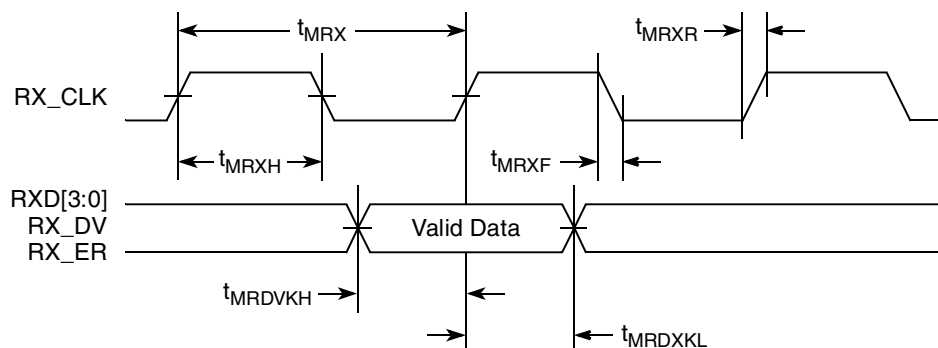 tMRX
tMRXR
RX_CLK
tMRXH
tMRXF
RXD[3:0]
RX_DV
Valid Data
RX_ER
tMRDVKH
tMRDXKL